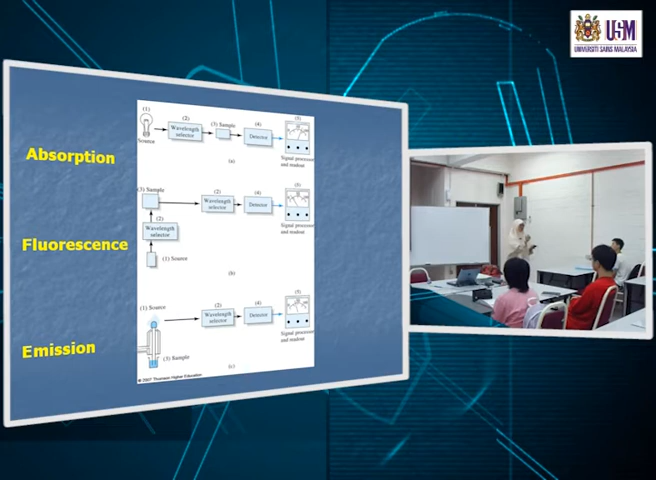 USM
UNIVERSITI SAINS MALAYSIA
Absorption
(1)
Source
(2)
Wavelength
selector
(3) Sample
(4)
Detector
(5)
Signal processor
and readout
(a)
Fluorescence
(3) Sample
(2)
Wavelength
selector
(1) Source
(2)
Wavelength
selector
(4)
Detector
(5)
Signal processor
and readout
(b)
Emission
(1) Source
(3) Sample
(2)
Wavelength
selector
(4)
Detector
(5)
Signal processor
and readout
(c)
© 2007 Thomson Higher Education